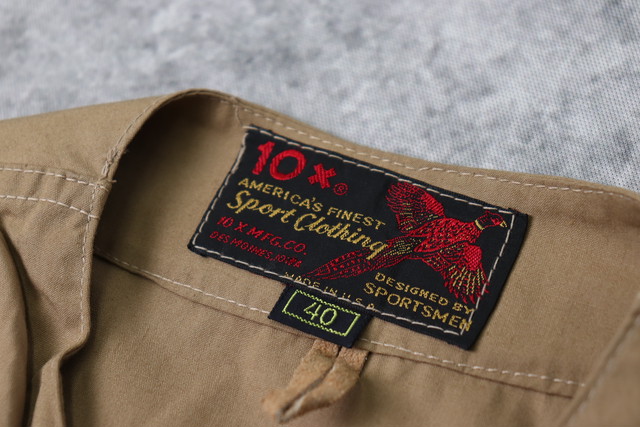 10x®
AMERICA'S FINEST
Sport Clothing
10 X MFG. CO.
DES MOINES, IOWA
DESIGNED BY
SPORTSMEN
MADE IN U.S.A
40